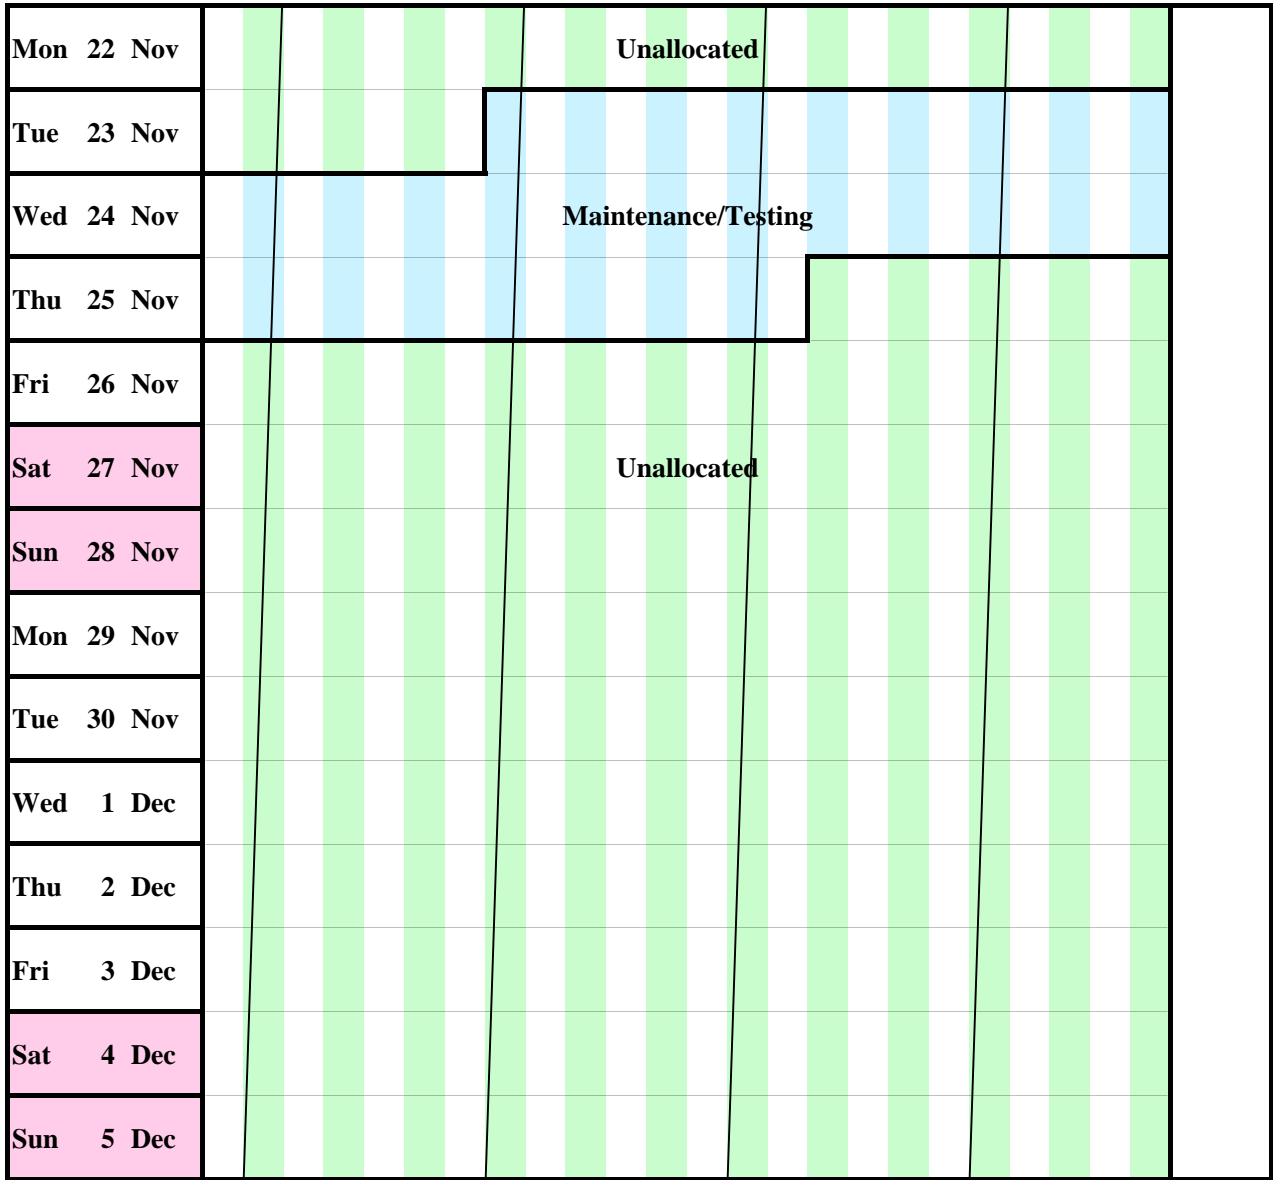 Mon 22 Nov Unallocated
Tue 23 Nov
Wed 24 Nov Maintenance/Testing
Thu 25 Nov
Fri 26 Nov
Sat 27 Nov Unallocated
Sun 28 Nov
Mon 29 Nov
Tue 30 Nov
Wed 1 Dec
Thu 2 Dec
Fri 3 Dec
Sat 4 Dec
Sun 5 Dec